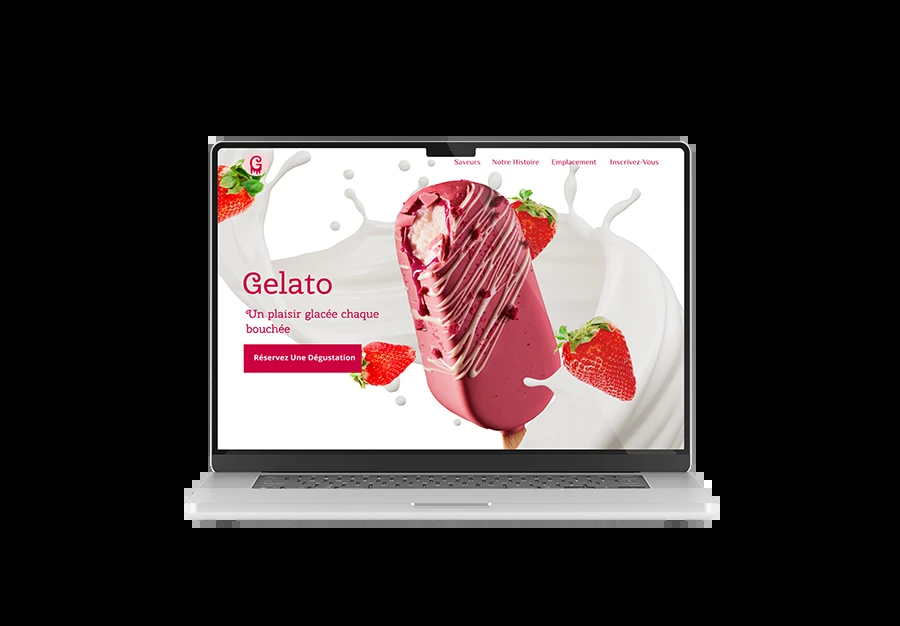 G
Saveurs Notre Histoire Emplacement Inscrivez-Vous
Gelato
Un plaisir glacée chaque
bouchée
Réservez Une Dégustation